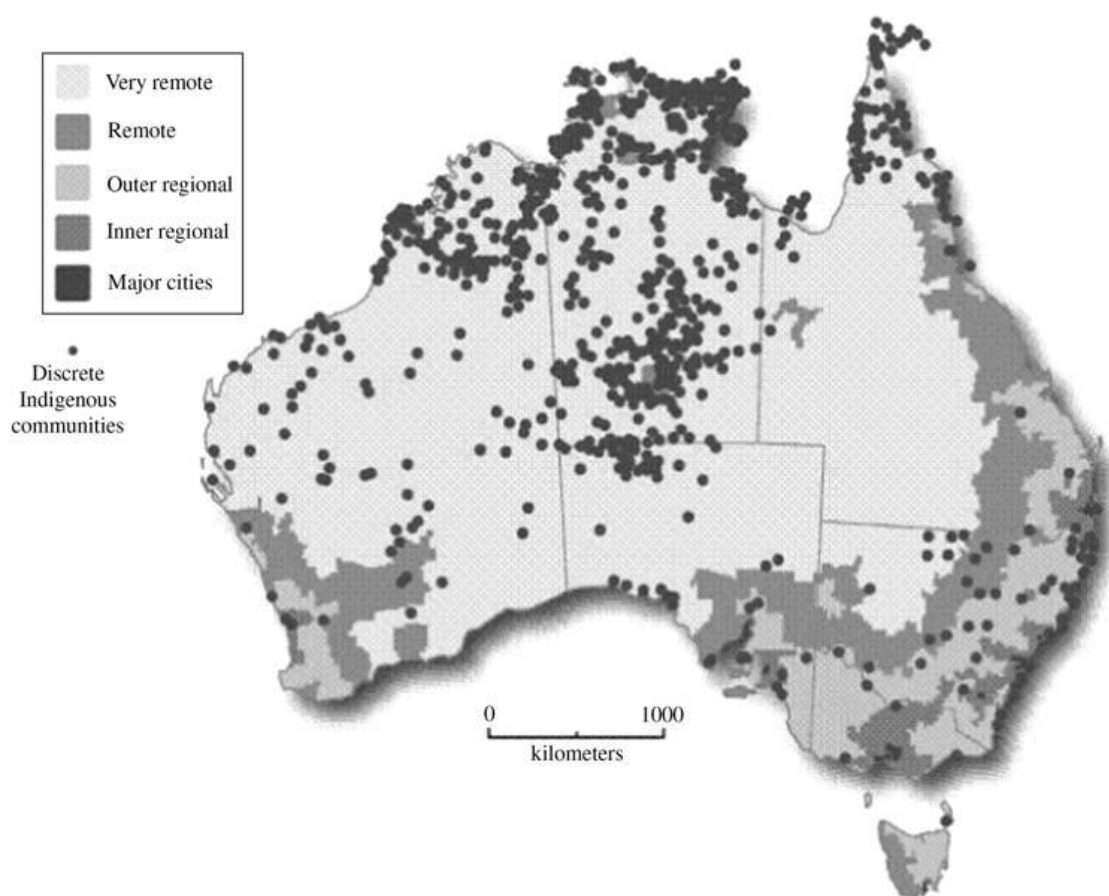 Very remote
Remote
Outer regional
Inner regional
Major cities
Discrete
Indigenous
communities
0 1000
kilometers